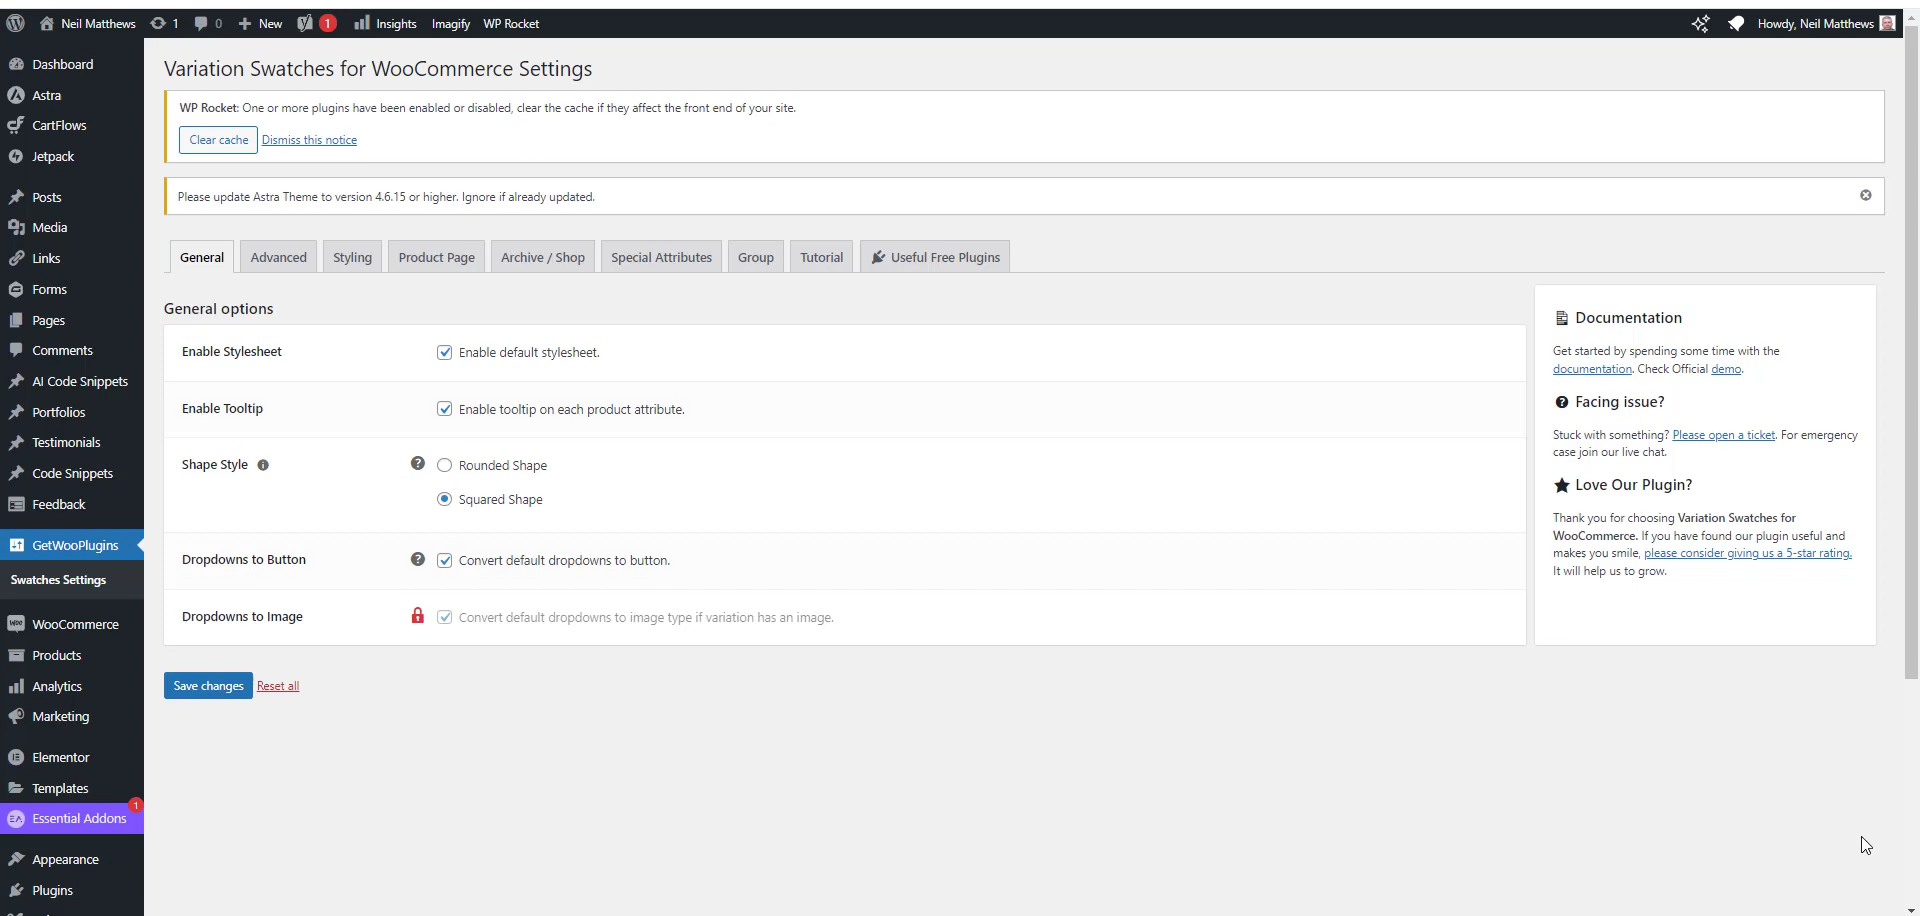 Neil Matthews 1 0 New 1 Insights Imagify WP Rocket Howdy, Neil Matthews
Dashboard
Astra
CartFlows
Jetpack
Posts
Media
Links
Forms
Pages
Comments
AI Code Snippets
Portfolios
Testimonials
Code Snippets
Feedback
GetWooPlugins
Swatches Settings
WooCommerce
Products
Analytics
Marketing
Elementor
Templates
1
Essential Addons
Appearance
Plugins
Variation Swatches for WooCommerce Settings
WP Rocket: One or more plugins have been enabled or disabled, clear the cache if they affect the front end of your site.
Clear cache Dismiss this notice
Please update Astra Theme to version 4.6.15 or higher. Ignore if already updated.
General Advanced Styling Product Page Archive / Shop Special Attributes Group Tutorial Useful Free Plugins
General options
Enable Stylesheet Enable default stylesheet.
Enable Tooltip Enable tooltip on each product attribute.
Shape Style Rounded Shape
Squared Shape
Dropdowns to Button Convert default dropdowns to button.
Dropdowns to Image Convert default dropdowns to image type if variation has an image.
Save changes Reset all
Documentation
Get started by spending some time with the
documentation. Check Official demo.
Facing issue?
Stuck with something? Please open a ticket. For emergency
case join our live chat.
Love Our Plugin?
Thank you for choosing Variation Swatches for
WooCommerce. If you have found our plugin useful and
makes you smile, please consider giving us a 5-star rating.
It will help us to grow.